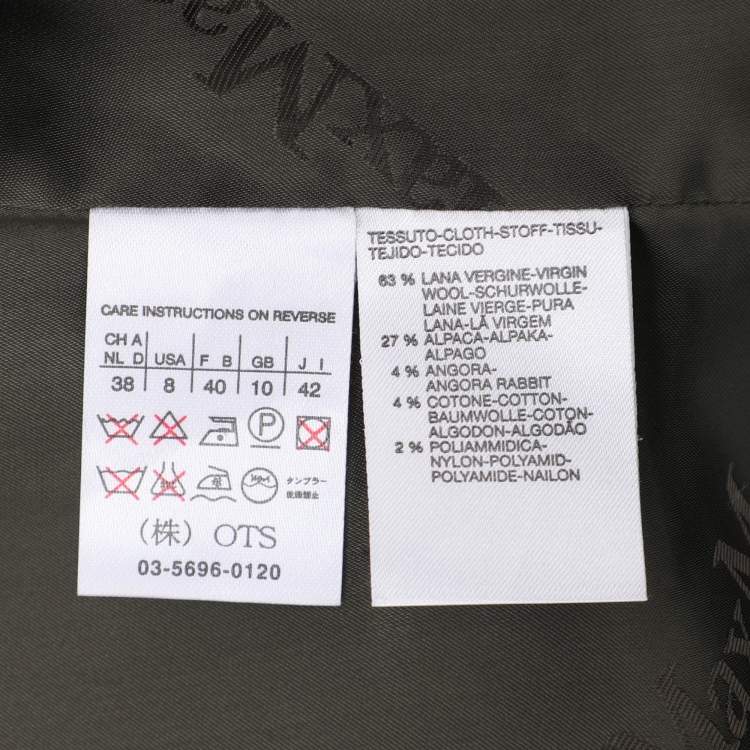 MaxMa
CARE INSTRUCTIONS ON REVERSE
CH A
NL D USA F B GB J I
38 8 40 10 42
P
タンブラー
使用禁止
(株) OTS
03-5696-0120
TESSUTO-CLOTH-STOFF-TISSU-
TEJIDO-TECIDO
63 % LANA VERGINE-VIRGIN
WOOL-SCHURWOLLE-
LAINE VIERGE-PURA
LANA-LÃ VIRGEM
27 % ALPACA-ALPAKA-
ALPAGO
4 % ANGORA-
ANGORA RABBIT
4 % COTONE-COTTON-
BAUMWOLLE-COTON-
ALGODON-ALGODÃO
2 % POLIAMMIDICA-
NYLON-POLYAMID-
POLYAMIDE-NAILON